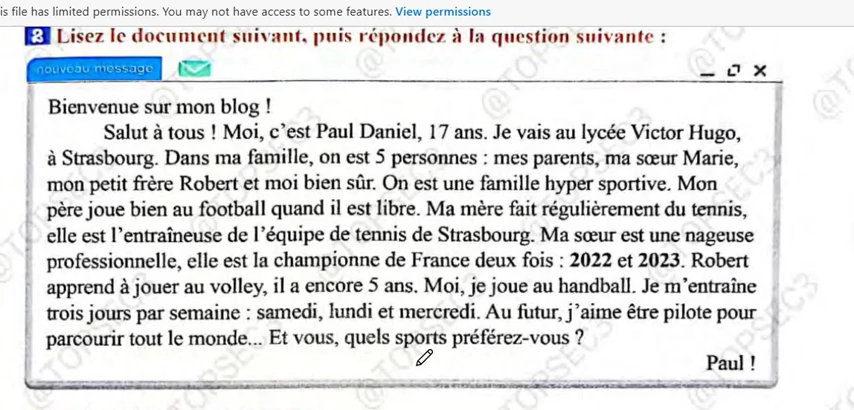 is file has limited permissions. You may not have access to some features. View permissions
2 Lisez le document suivant, puis répondez à la question suivante :
nouveau message
Bienvenue sur mon blog !
Salut à tous ! Moi, c'est Paul Daniel, 17 ans. Je vais au lycée Victor Hugo,
à Strasbourg. Dans ma famille, on est 5 personnes : mes parents, ma sœur Marie,
mon petit frère Robert et moi bien sûr. On est une famille hyper sportive. Mon
père joue bien au football quand il est libre. Ma mère fait régulièrement du tennis,
elle est l'entraîneuse de l'équipe de tennis de Strasbourg. Ma sœur est une nageuse
professionnelle, elle est la championne de France deux fois : 2022 et 2023. Robert
apprend à jouer au volley, il a encore 5 ans. Moi, je joue au handball. Je m'entraîne
trois jours par semaine : samedi, lundi et mercredi. Au futur, j'aime être pilote pour
parcourir tout le monde... Et vous, quels sports préférez-vous ?
Paul !
@TOPSEC3